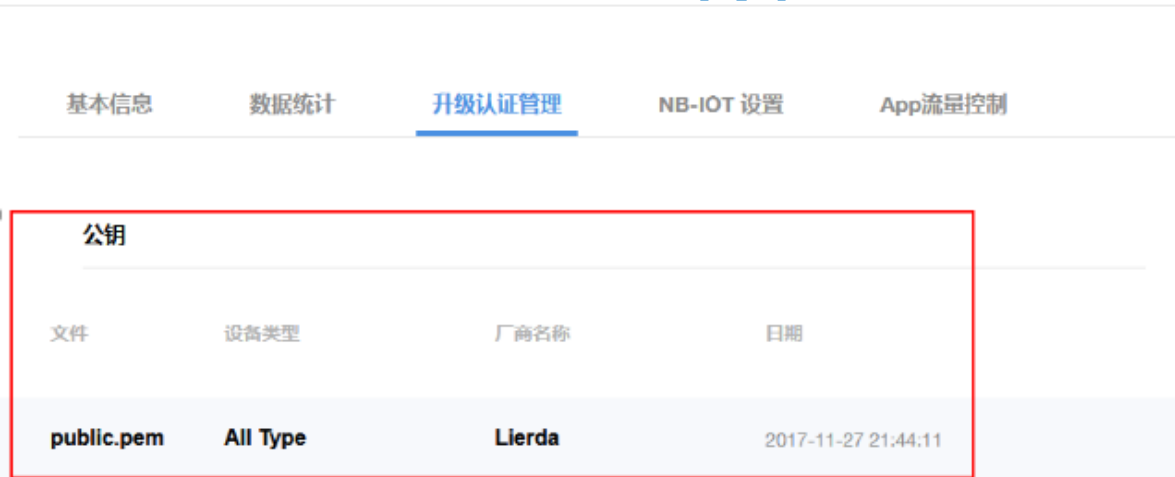 基本信息 数据统计 升级认证管理 NB-IOT 设置 App流量控制
公钥
文件 设备类型 厂商名称 日期
public.pem All Type Lierda 2017-11-27 21:44:11